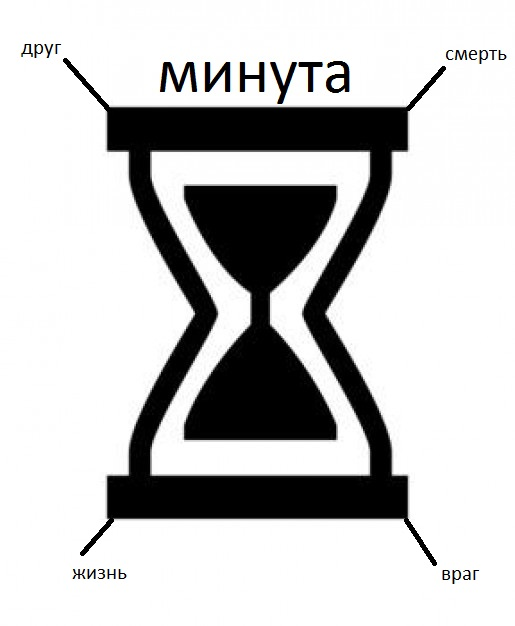 друг
смерть
минута
жизнь
враг